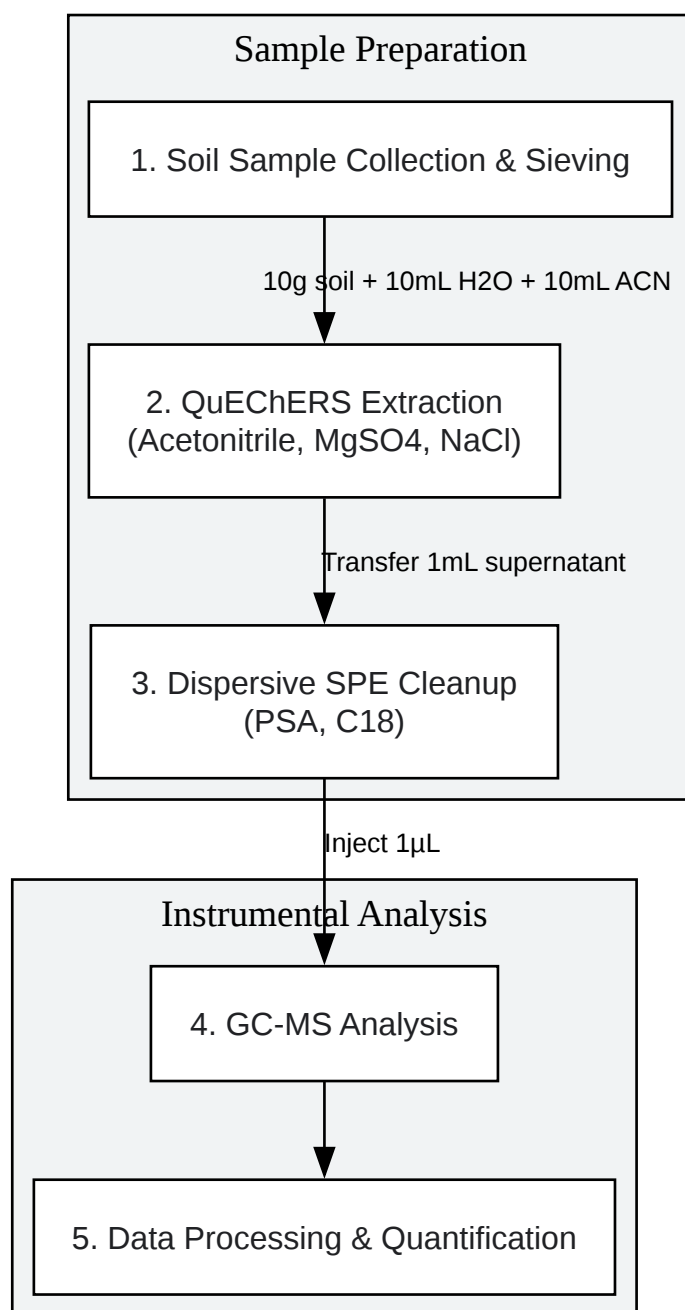 Sample Preparation
1. Soil Sample Collection & Sieving
10g soil + 10mL H2O + 10mL ACN
2. QuEChERS Extraction
(Acetonitrile, MgSO4, NaCl)
Transfer 1mL supernatant
3. Dispersive SPE Cleanup
(PSA, C18)
Inject 1µL
Instrumental Analysis
4. GC-MS Analysis
5. Data Processing & Quantification